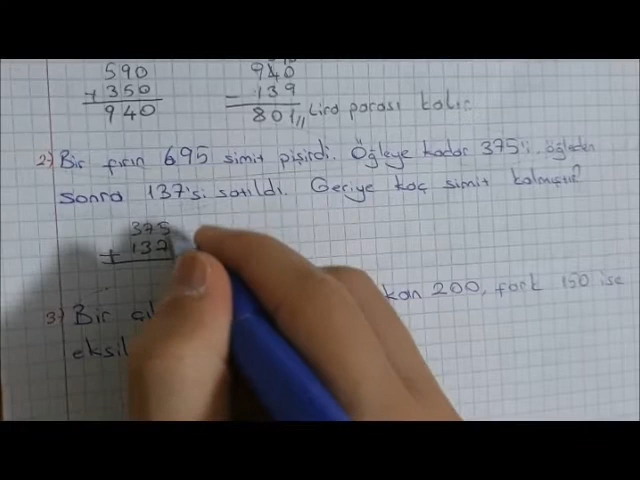 590
+ 350
940
940
- 139
801,, Lira parası kalır.
2) Bir fırın 695 simit pişirdi. Öğleye kadar 375'i, öğleden
sonra 137'si satıldı. Geriye kaç simit kalmıştır?
375
+ 137
3) Bir kan 200, fark 150 ise
eksil